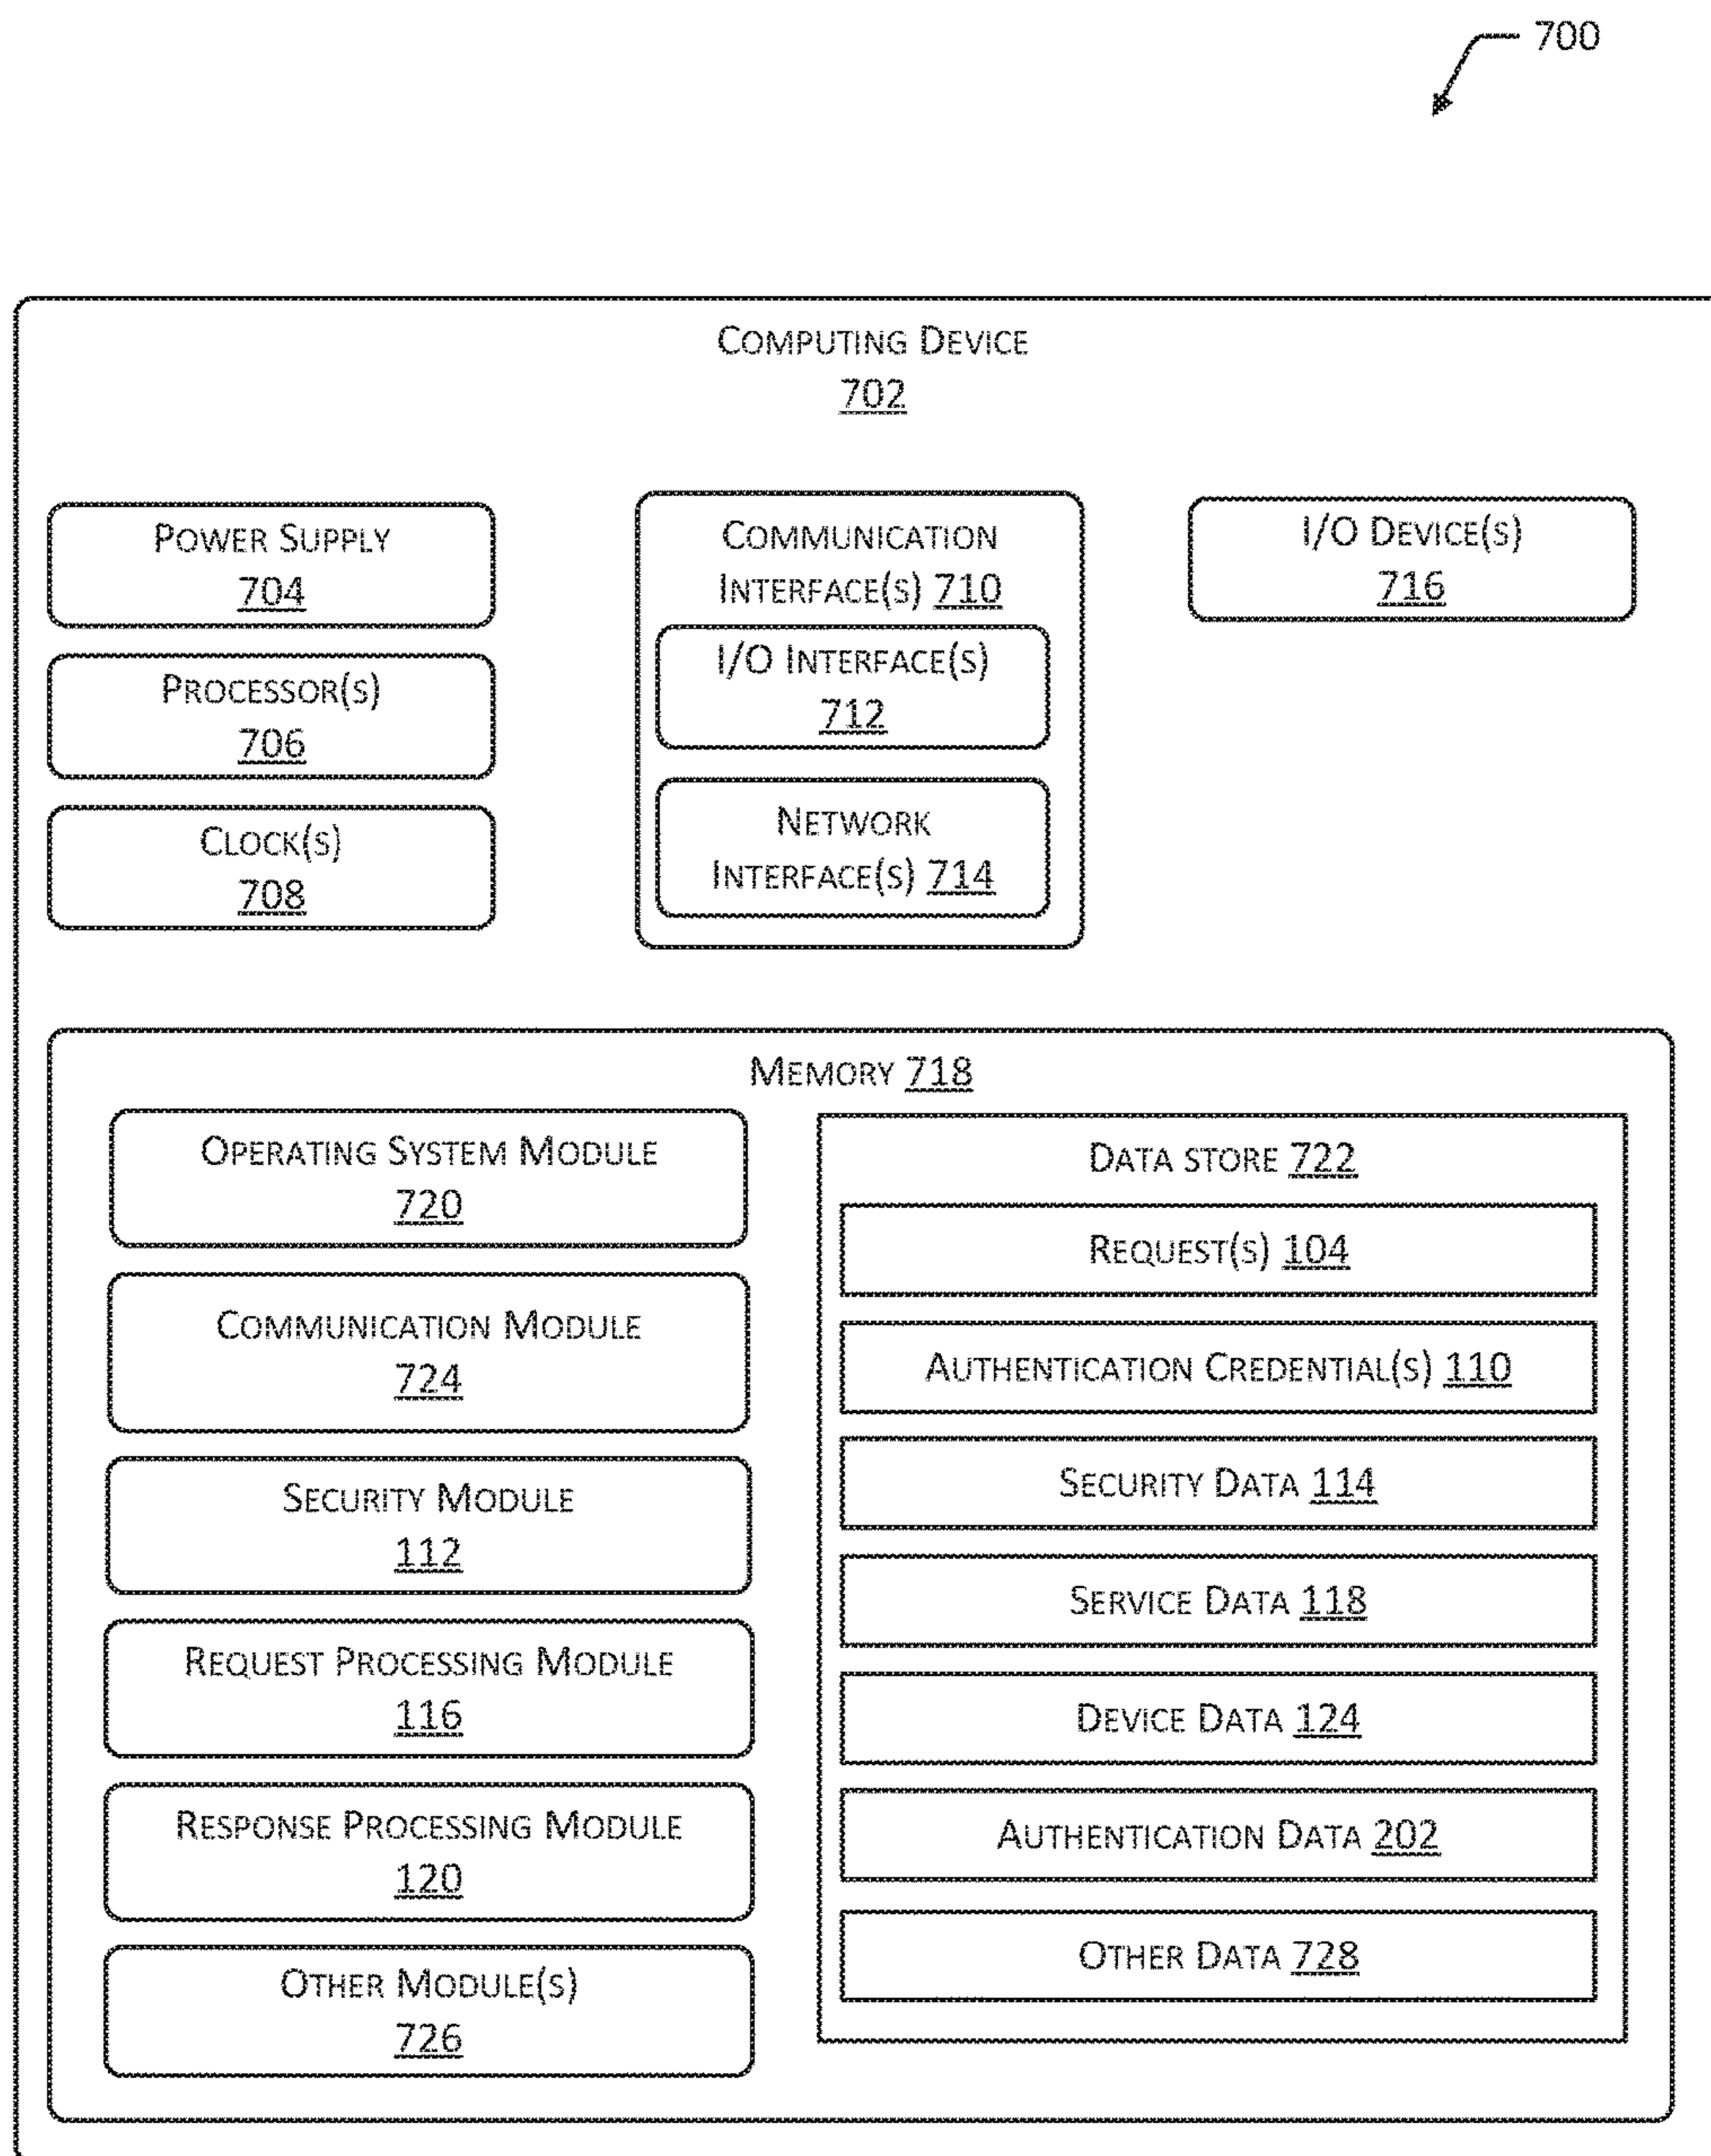 700
COMPUTING DEVICE
702
POWER SUPPLY
704
PROCESSOR(S)
706
CLOCK(S)
708
COMMUNICATION
INTERFACE(S) 710
I/O INTERFACE(S)
712
NETWORK
INTERFACE(S) 714
I/O DEVICE(S)
716
MEMORY 718
OPERATING SYSTEM MODULE
720
COMMUNICATION MODULE
724
SECURITY MODULE
112
REQUEST PROCESSING MODULE
116
RESPONSE PROCESSING MODULE
120
OTHER MODULE(S)
726
DATA STORE 722
REQUEST(S) 104
AUTHENTICATION CREDENTIAL(S) 110
SECURITY DATA 114
SERVICE DATA 118
DEVICE DATA 124
AUTHENTICATION DATA 202
OTHER DATA 728